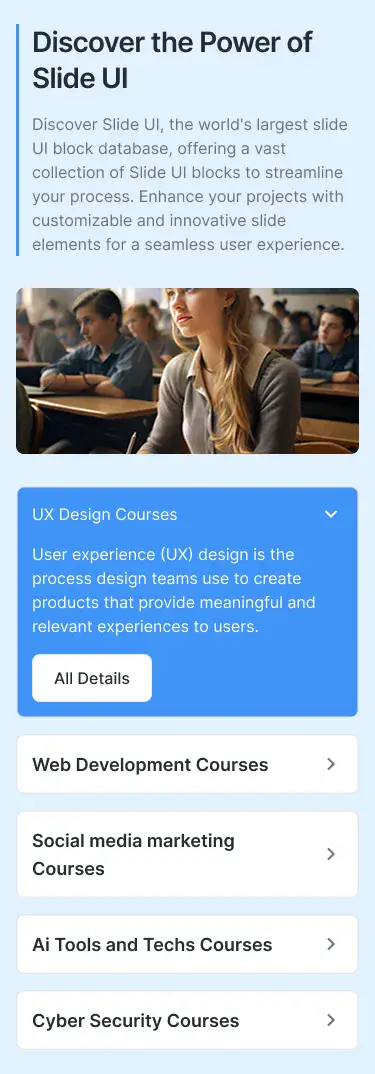 Discover the Power of
Slide UI
Discover Slide UI, the world's largest slide
UI block database, offering a vast
collection of Slide UI blocks to streamline
your process. Enhance your projects with
customizable and innovative slide
elements for a seamless user experience.
UX Design Courses
User experience (UX) design is the
process design teams use to create
products that provide meaningful and
relevant experiences to users.
All Details
Web Development Courses
Social media marketing
Courses
Ai Tools and Techs Courses
Cyber Security Courses